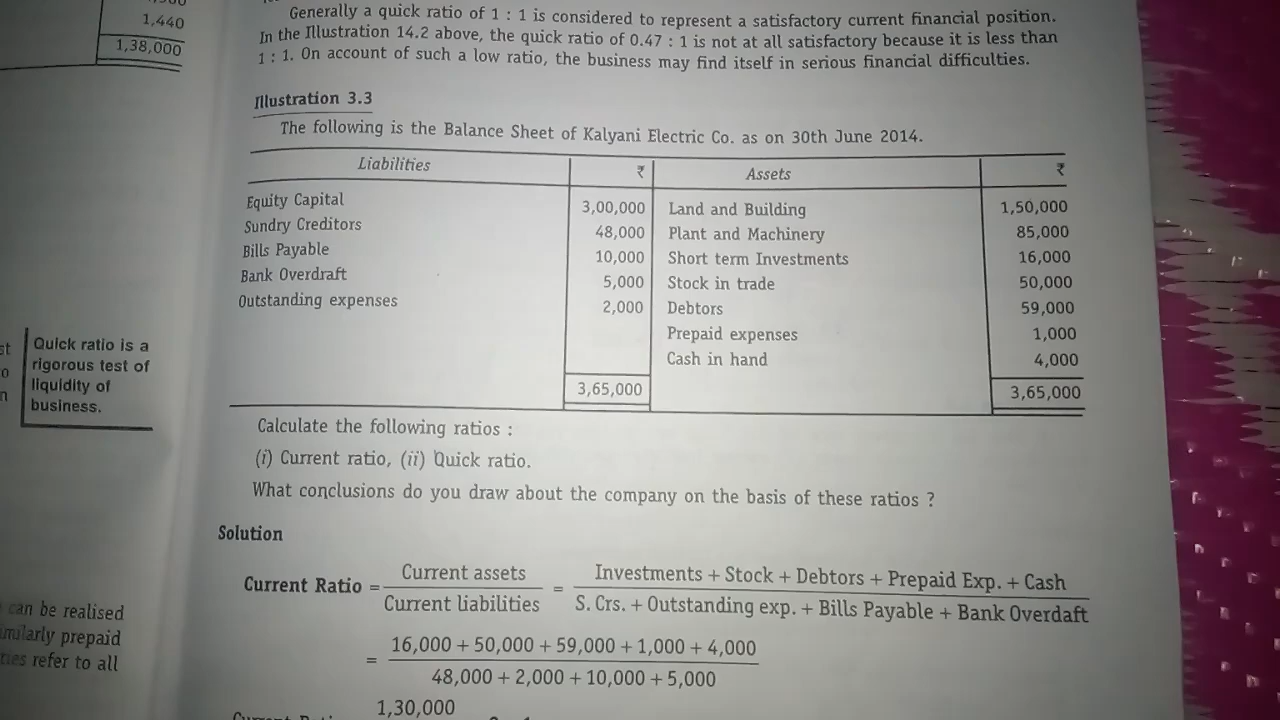 1,440
1,38,000
Generally a quick ratio of 1 : 1 is considered to represent a satisfactory current financial position.
In the Illustration 14.2 above, the quick ratio of 0.47 : 1 is not at all satisfactory because it is less than
1 : 1. On account of such a low ratio, the business may find itself in serious financial difficulties.
Illustration 3.3
The following is the Balance Sheet of Kalyani Electric Co. as on 30th June 2014.
Liabilities ₹ Assets ₹
Equity Capital 3,00,000 Land and Building 1,50,000
Sundry Creditors 48,000 Plant and Machinery 85,000
Bills Payable 10,000 Short term Investments 16,000
Bank Overdraft 5,000 Stock in trade 50,000
Outstanding expenses 2,000 Debtors 59,000
Prepaid expenses 1,000
Cash in hand 4,000
3,65,000 3,65,000
Quick ratio is a
rigorous test of
liquidity of
business.
Calculate the following ratios :
(i) Current ratio, (ii) Quick ratio.
What conclusions do you draw about the company on the basis of these ratios ?
Solution
Current Ratio = Current assets / Current liabilities = Investments + Stock + Debtors + Prepaid Exp. + Cash / S. Crs. + Outstanding exp. + Bills Payable + Bank Overdaft
= 16,000 + 50,000 + 59,000 + 1,000 + 4,000 / 48,000 + 2,000 + 10,000 + 5,000
1,30,000
can be realised
prepaid
refer to all